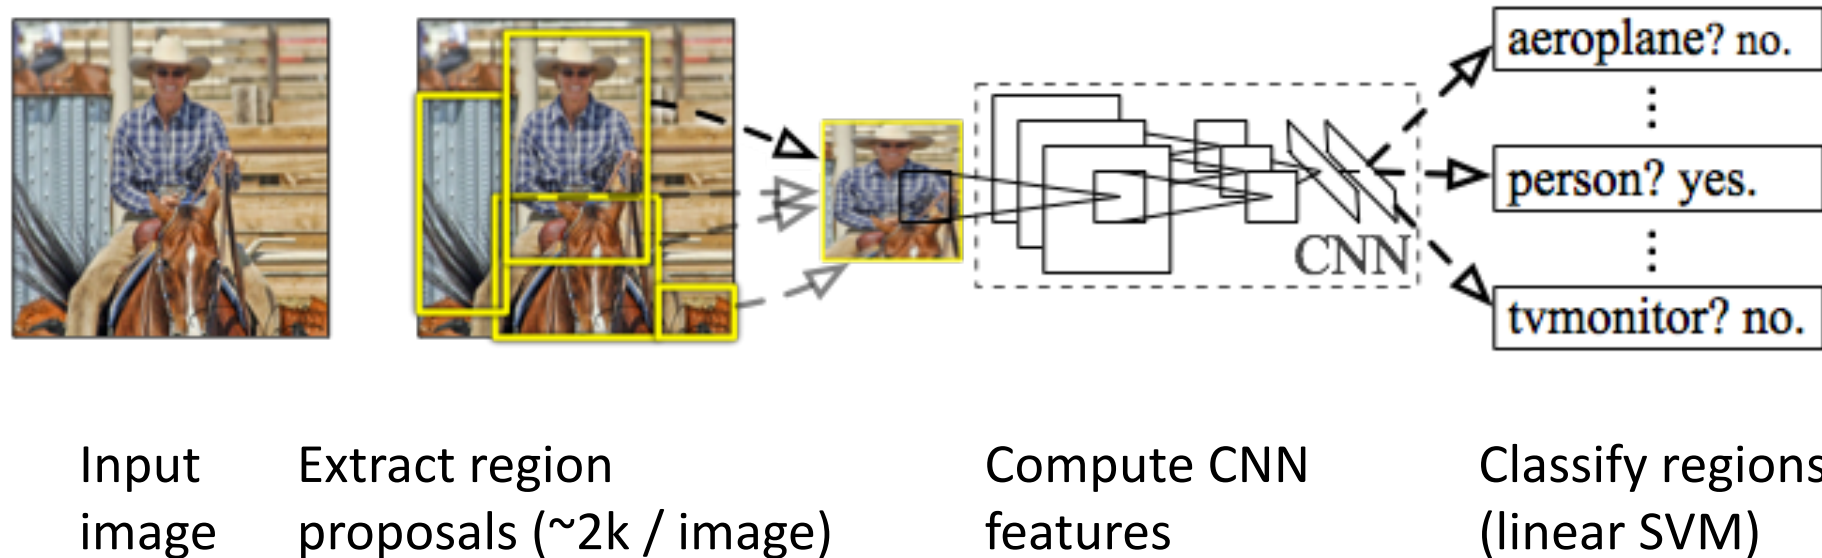 aeroplane? no.
person? yes.
tvmonitor? no.
CNN
Input
image
Extract region
proposals (~2k / image)
Compute CNN
features
Classify regions
(linear SVM)